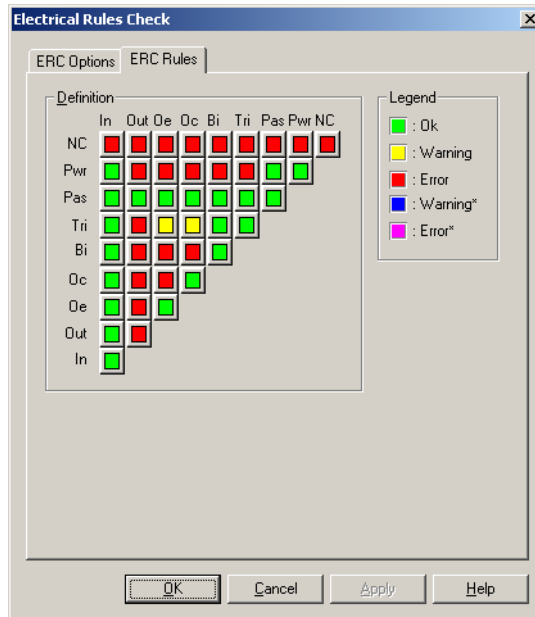 Electrical Rules Check
ERC Options ERC Rules
Definition
In Out Oe Oc Bi Tri Pas Pwr NC
NC
Pwr
Pas
Tri
Bi
Oc
Oe
Out
In
Legend
: Ok
: Warning
: Error
: Warning*
: Error*
OK Cancel Apply Help